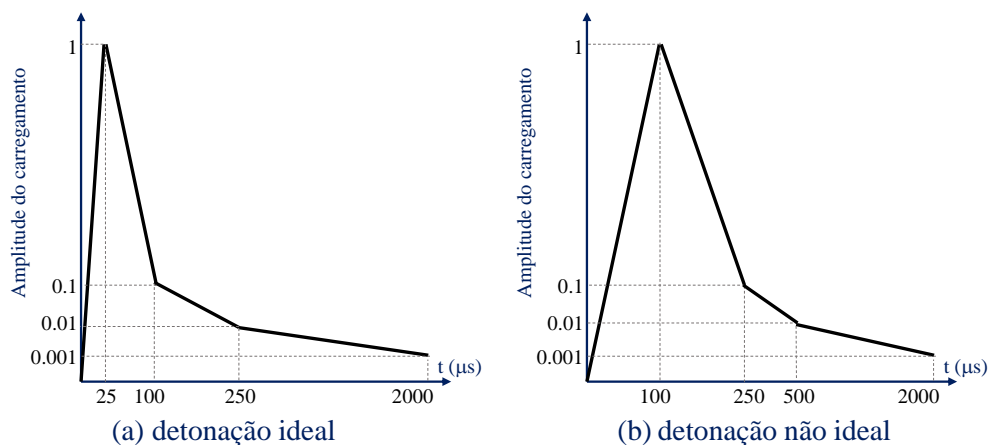 Amplitude do carregamento
1
0.1
0.01
0.001
t (µs)
25 100 250 2000
(a) detonação ideal
Amplitude do carregamento
1
0.1
0.01
0.001
t (µs)
100 250 500 2000
(b) detonação não ideal